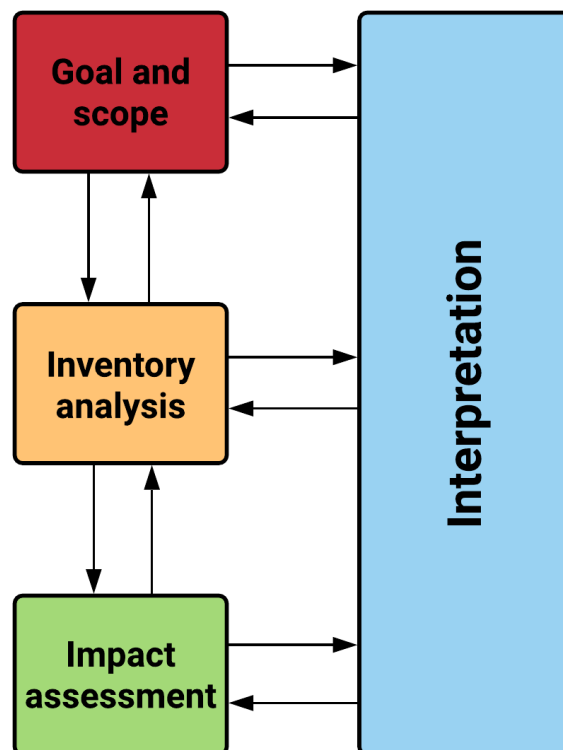 Goal and
scope
Inventory
analysis
Impact
assessment
Interpretation